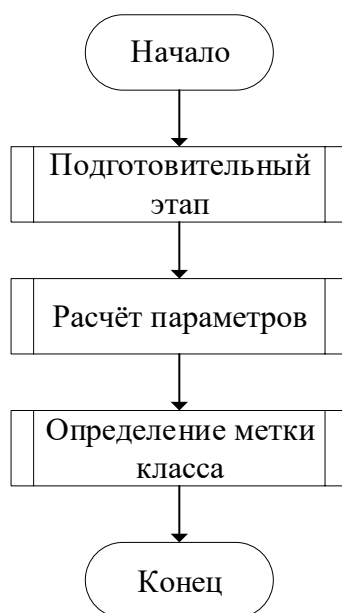 Начало
Подготовительный
этап
Расчёт параметров
Определение метки
класса
Конец